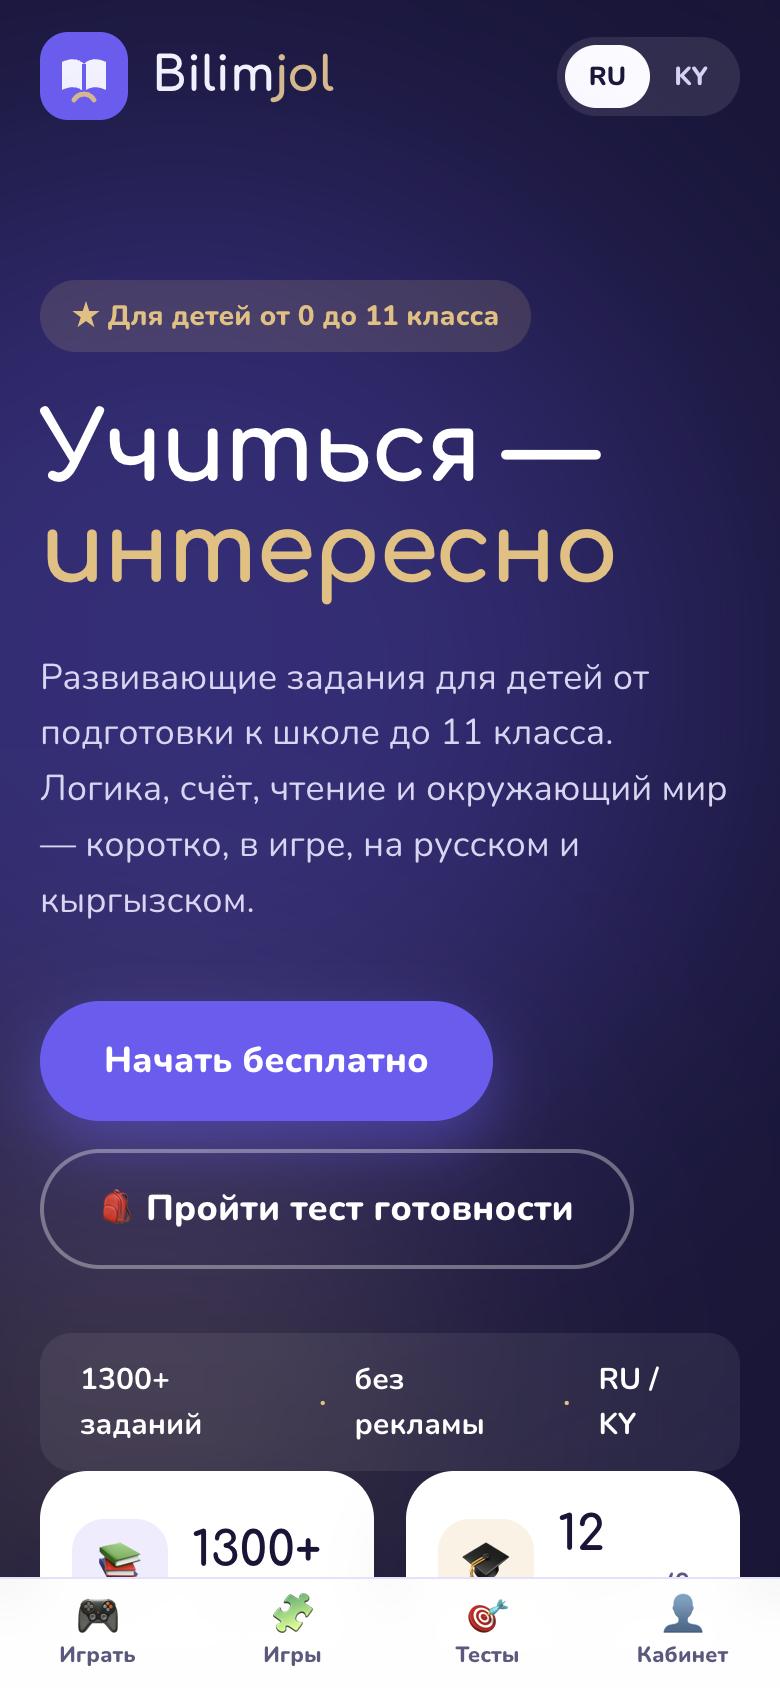 Bilimjol
RU KY
★ Для детей от 0 до 11 класса
Учиться —
интересно
Развивающие задания для детей от
подготовки к школе до 11 класса.
Логика, счёт, чтение и окружающий мир
— коротко, в игре, на русском и
кыргызском.
Начать бесплатно
Пройти тест готовности
1300+ заданий · без рекламы · RU / KY
1300+
12
Играть
Игры
Тесты
Кабинет